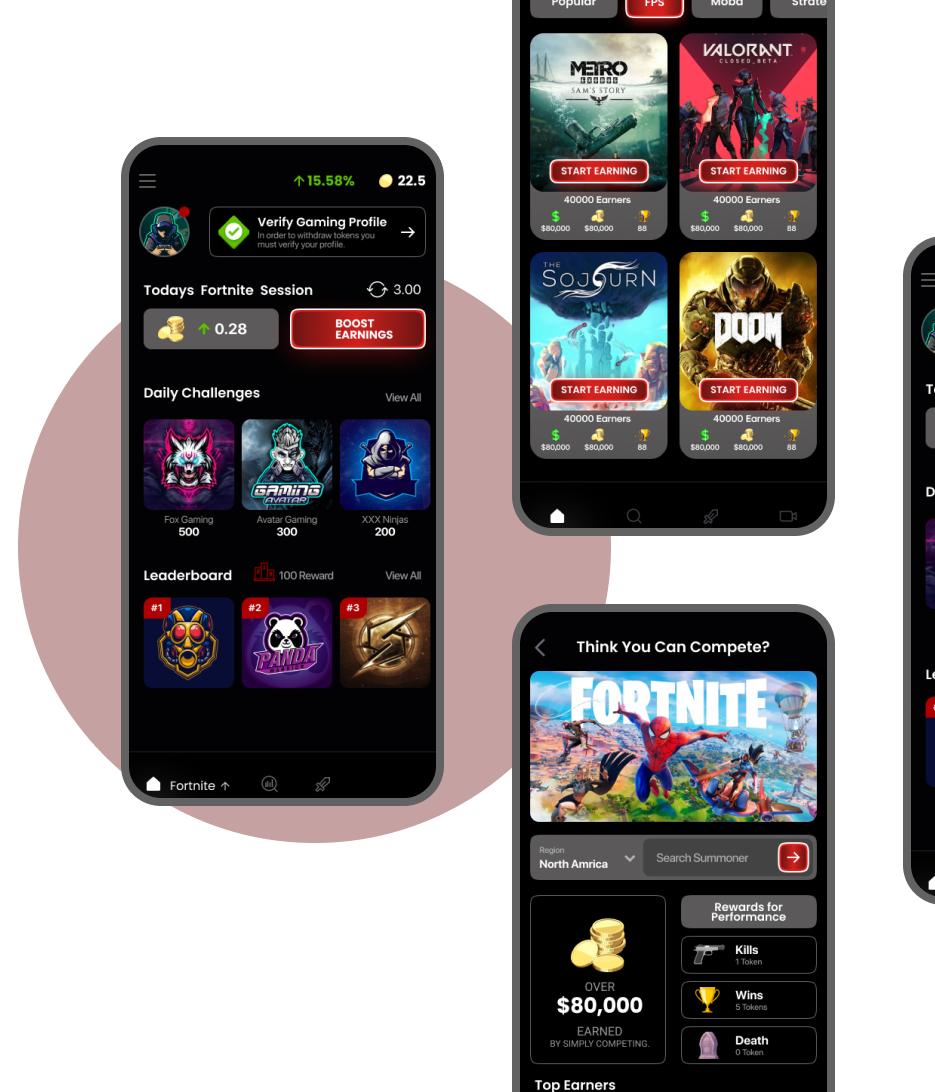 ↑15.58% 22.5
Verify Gaming Profile
In order to withdraw tokens you
must verify your profile.
Todays Fortnite Session 3.00
↑ 0.28
BOOST
EARNINGS
Daily Challenges View All
GAMING
AVATAR
Fox Gaming Avatar Gaming XXX Ninjas
500 300 200
Leaderboard 100 Reward View All
#1 #2 #3
PANDA
Fortnite ↑
Popular FPS Moba Strate
METRO
EXODUS
SAM'S STORY
START EARNING
40000 Earners
$80,000 $80,000 88
VALORANT
CLOSED_BETA
START EARNING
40000 Earners
$80,000 $80,000 88
THE
SOJOURN
START EARNING
40000 Earners
$80,000 $80,000 88
DOOM
START EARNING
40000 Earners
$80,000 $80,000 88
Think You Can Compete?
FORTNITE
Region
North Amrica
Search Summoner
OVER
$80,000
EARNED
BY SIMPLY COMPETING.
Rewards for
Performance
Kills
1 Token
Wins
5 Tokens
Death
0 Token
Top Earners